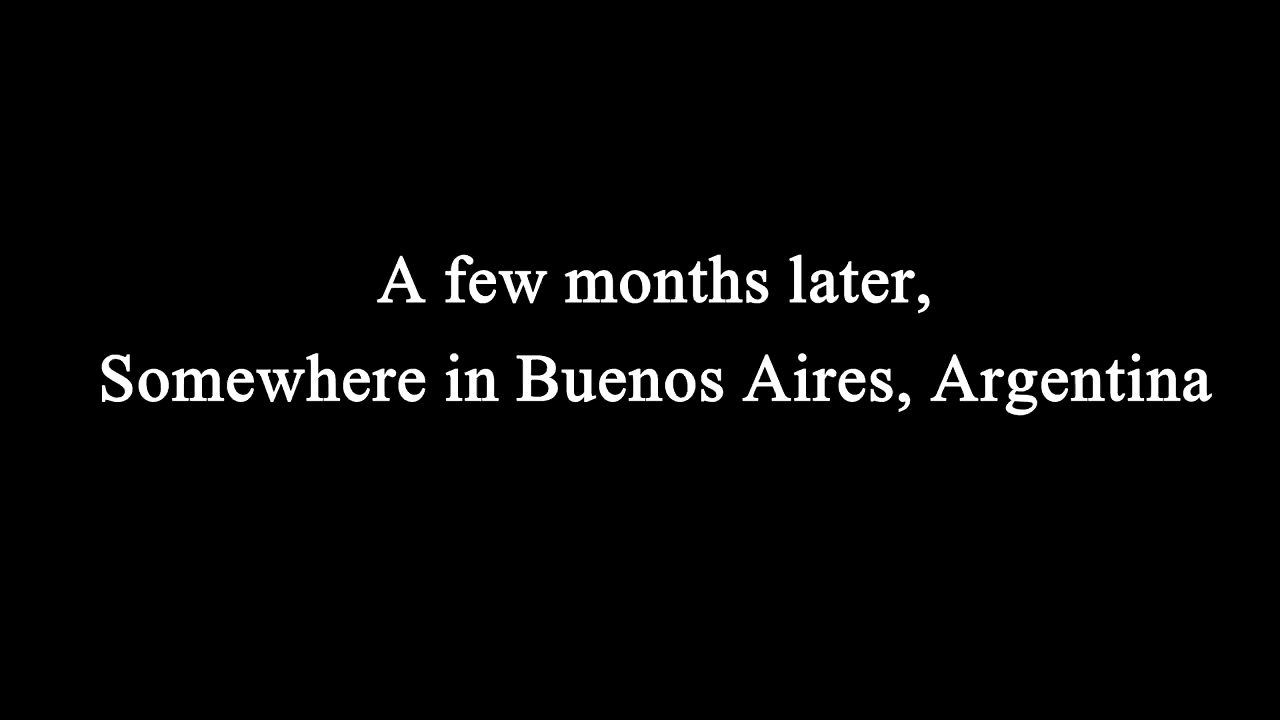 A few months later,
Somewhere in Buenos Aires, Argentina